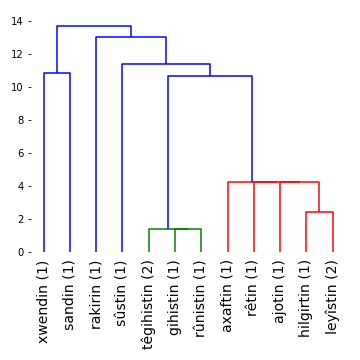 14
12
10
8
6
4
2
0
xwendin (1)
sandin (1)
rakirin (1)
sûstin (1)
têgihistin (2)
gihistin (1)
rûnistin (1)
axaftin (1)
rêtin (1)
ajotin (1)
hilgirtin (1)
leyîstin (2)